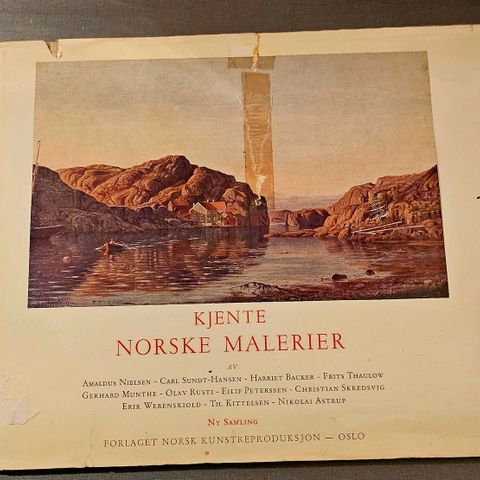 KJENTE
NORSKE MALERIER
AV
AMALDUS NIELSEN - CARL SUNDT-HANSEN - HARRIET BACKER - FRITS THAULOW
GERHARD MUNTHE - OLAV RUSTI - EILIF PETERSSEN - CHRISTIAN SKREDSVIG
ERIK WERENSKIOLD - TH. KITTELSEN - NIKOLAI ASTRUP
NY SAMLING
FORLAGET NORSK KUNSTREPRODUKSJON — OSLO